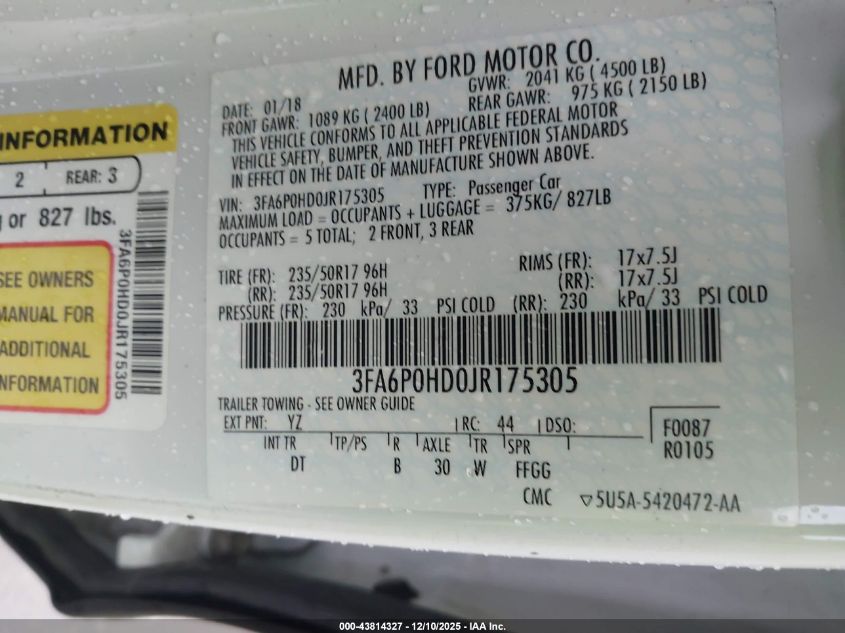 INFORMATION
2 REAR: 3
or 827 lbs.
SEE OWNERS
MANUAL FOR
ADDITIONAL
INFORMATION
3FA6P0HD0JR175305
MFD. BY FORD MOTOR CO.
DATE: 01/18 GVWR: 2041 KG ( 4500 LB)
FRONT GAWR: 1089 KG ( 2400 LB) REAR GAWR: 975 KG ( 2150 LB)
THIS VEHICLE CONFORMS TO ALL APPLICABLE FEDERAL MOTOR
VEHICLE SAFETY, BUMPER, AND THEFT PREVENTION STANDARDS
IN EFFECT ON THE DATE OF MANUFACTURE SHOWN ABOVE.
VIN: 3FA6P0HD0JR175305 TYPE: Passenger Car
MAXIMUM LOAD = OCCUPANTS + LUGGAGE = 375KG/ 827LB
OCCUPANTS = 5 TOTAL; 2 FRONT, 3 REAR
TIRE (FR): 235/50R17 96H RIMS (FR): 17x7.5J
(RR): 235/50R17 96H (RR): 17x7.5J
PRESSURE (FR): 230 kPa/ 33 PSI COLD (RR): 230 kPa/ 33 PSI COLD
3FA6P0HD0JR175305
TRAILER TOWING - SEE OWNER GUIDE
EXT PNT: YZ RC: 44 DSO: F0087
INT TR TP/PS R AXLE TR SPR R0105
DT B 30 W FFGG
CMC ▽5U5A-5420472-AA
000-43814327 - 12/10/2025 - IAA Inc.